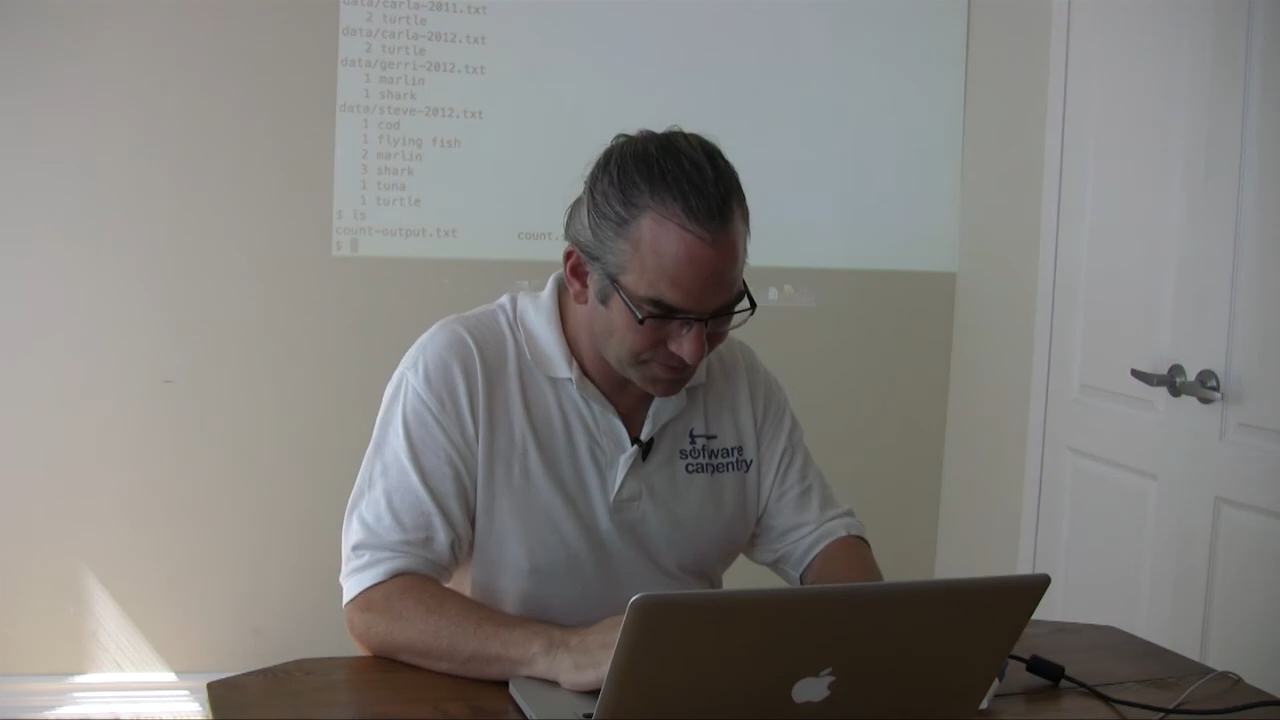 data/carla-2011.txt
2 turtle
data/carla-2012.txt
2 turtle
data/gerri-2012.txt
1 marlin
1 shark
data/steve-2012.txt
1 cod
1 flying fish
2 marlin
3 shark
1 tuna
1 turtle
$ ls
count-output.txt count.
$
software
carpentry